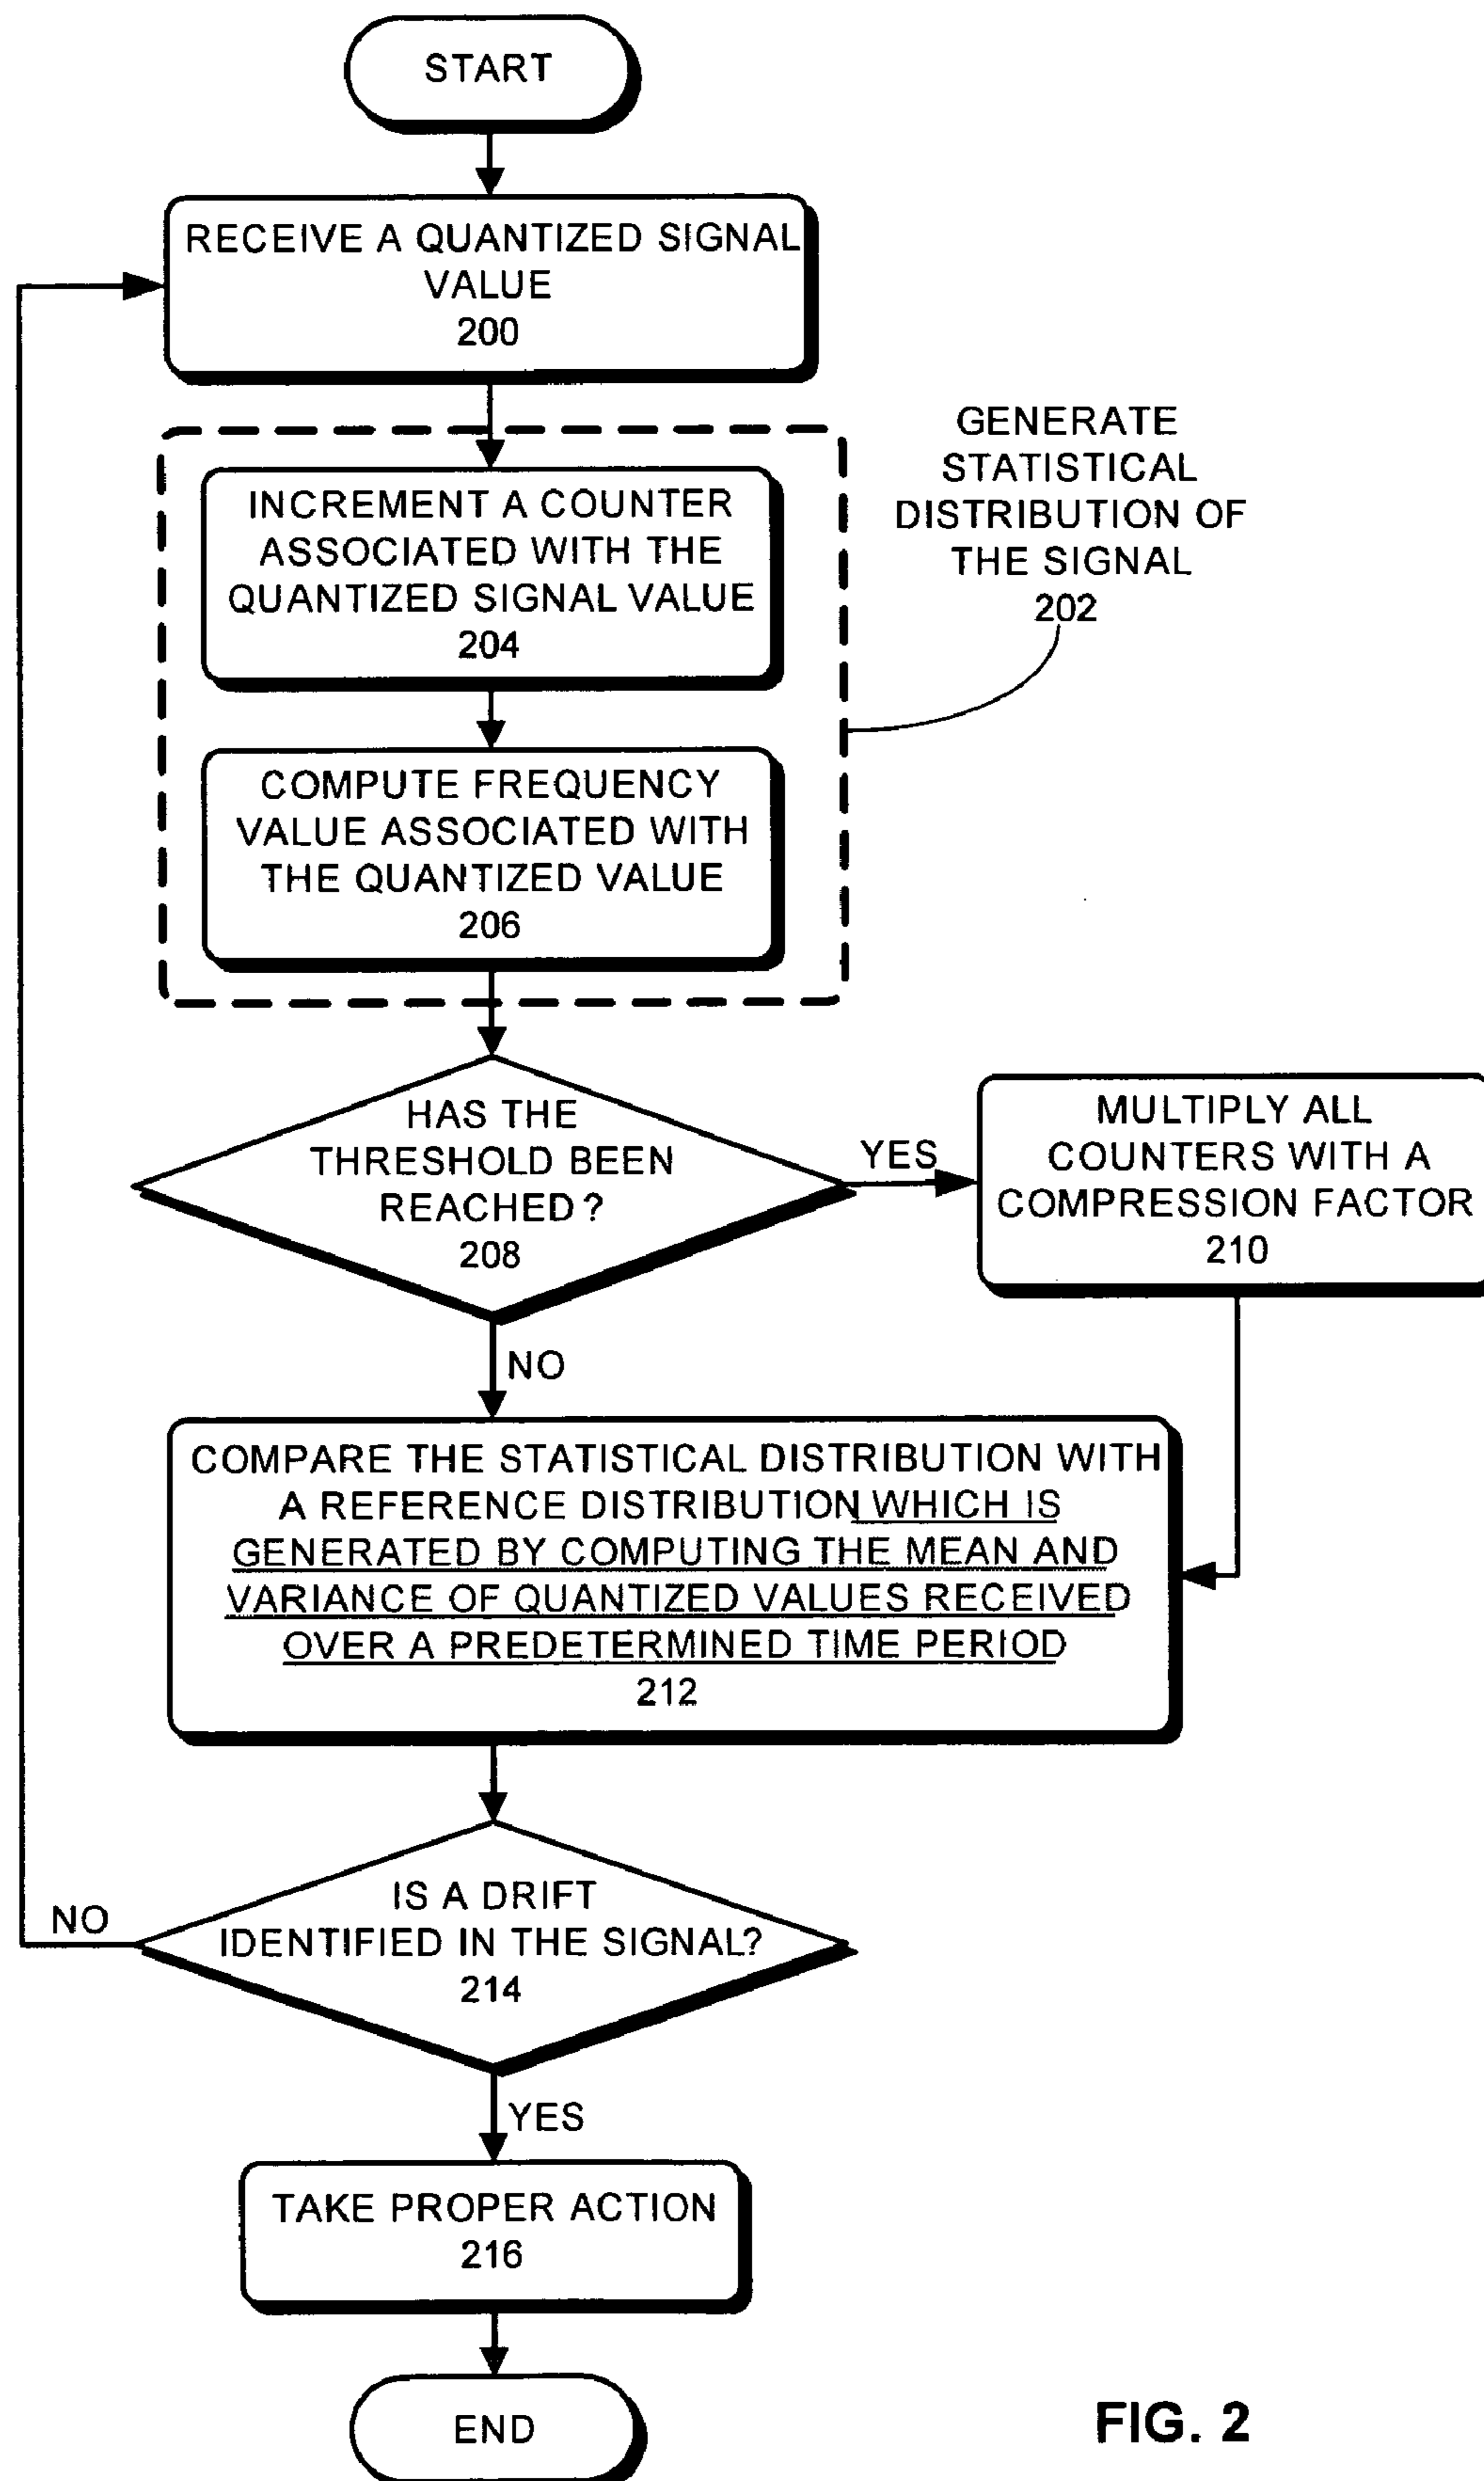 START
RECEIVE A QUANTIZED SIGNAL
VALUE
200
GENERATE
STATISTICAL
DISTRIBUTION OF
THE SIGNAL
202
INCREMENT A COUNTER
ASSOCIATED WITH THE
QUANTIZED SIGNAL VALUE
204
COMPUTE FREQUENCY
VALUE ASSOCIATED WITH
THE QUANTIZED VALUE
206
HAS THE
THRESHOLD BEEN
REACHED?
208
YES
MULTIPLY ALL
COUNTERS WITH A
COMPRESSION FACTOR
210
NO
COMPARE THE STATISTICAL DISTRIBUTION WITH
A REFERENCE DISTRIBUTION WHICH IS
GENERATED BY COMPUTING THE MEAN AND
VARIANCE OF QUANTIZED VALUES RECEIVED
OVER A PREDETERMINED TIME PERIOD
212
IS A DRIFT
IDENTIFIED IN THE SIGNAL?
214
NO
YES
TAKE PROPER ACTION
216
END
FIG. 2